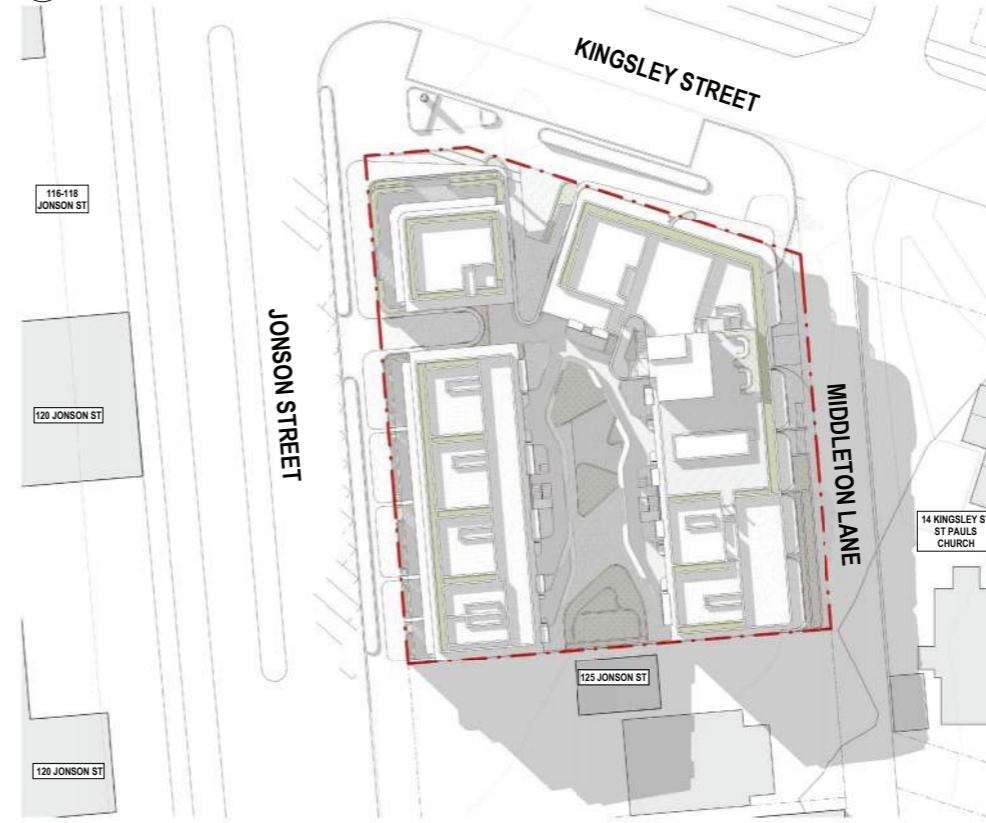 KINGSLEY STREET
116-118
JONSON ST
JONSON STREET
120 JONSON ST
MIDDLETON LANE
14 KINGSLEY S
ST PAULS
CHURCH
125 JONSON ST
120 JONSON ST